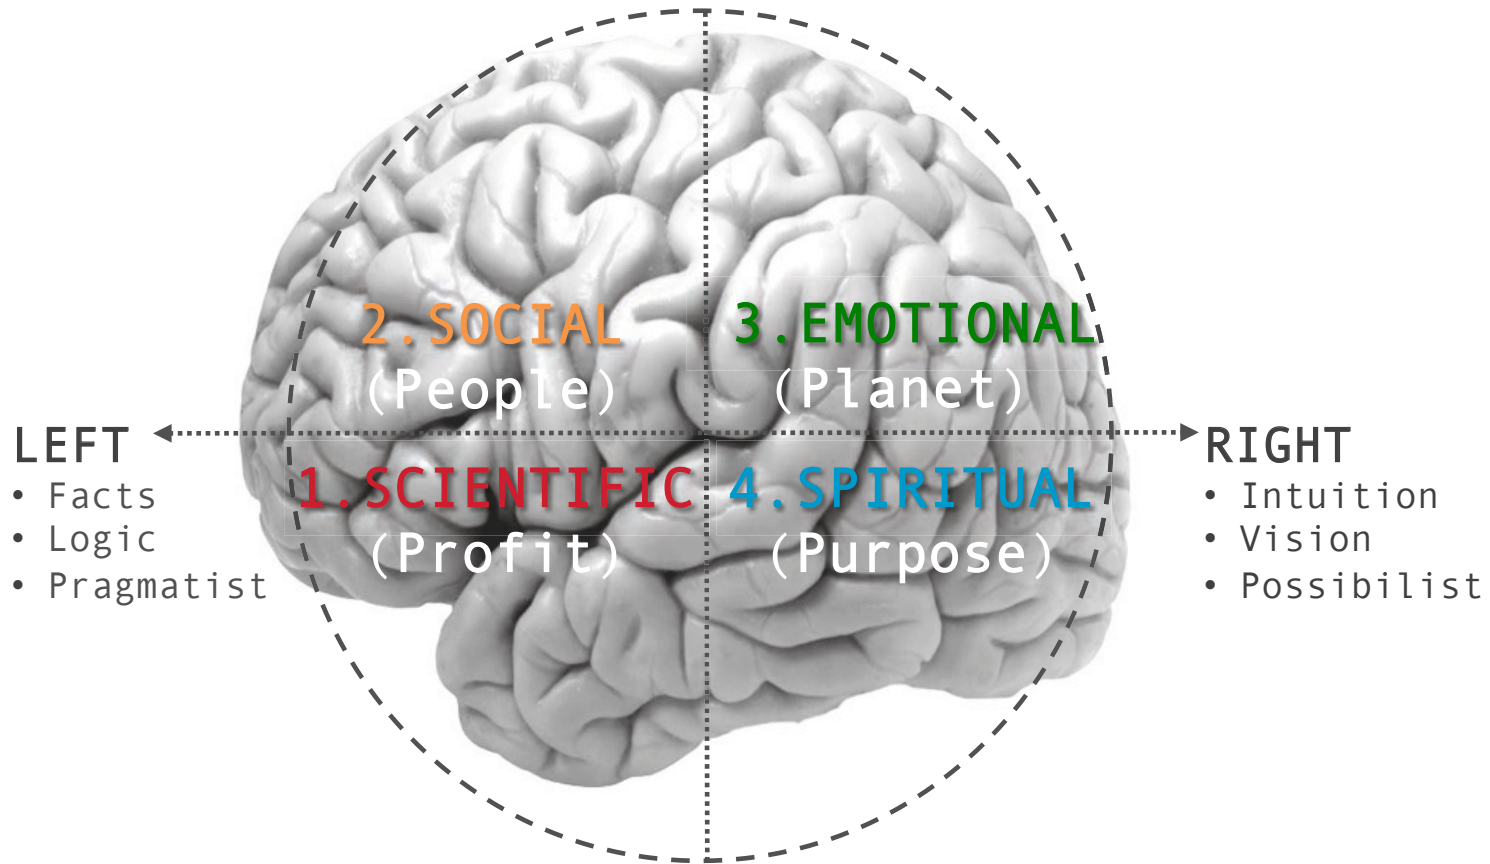 2.SOCIAL
(People)
3.EMOTIONAL
(Planet)
LEFT
• Facts
• Logic
• Pragmatist
1.SCIENTIFIC
(Profit)
4.SPIRITUAL
(Purpose)
RIGHT
• Intuition
• Vision
• Possibilist